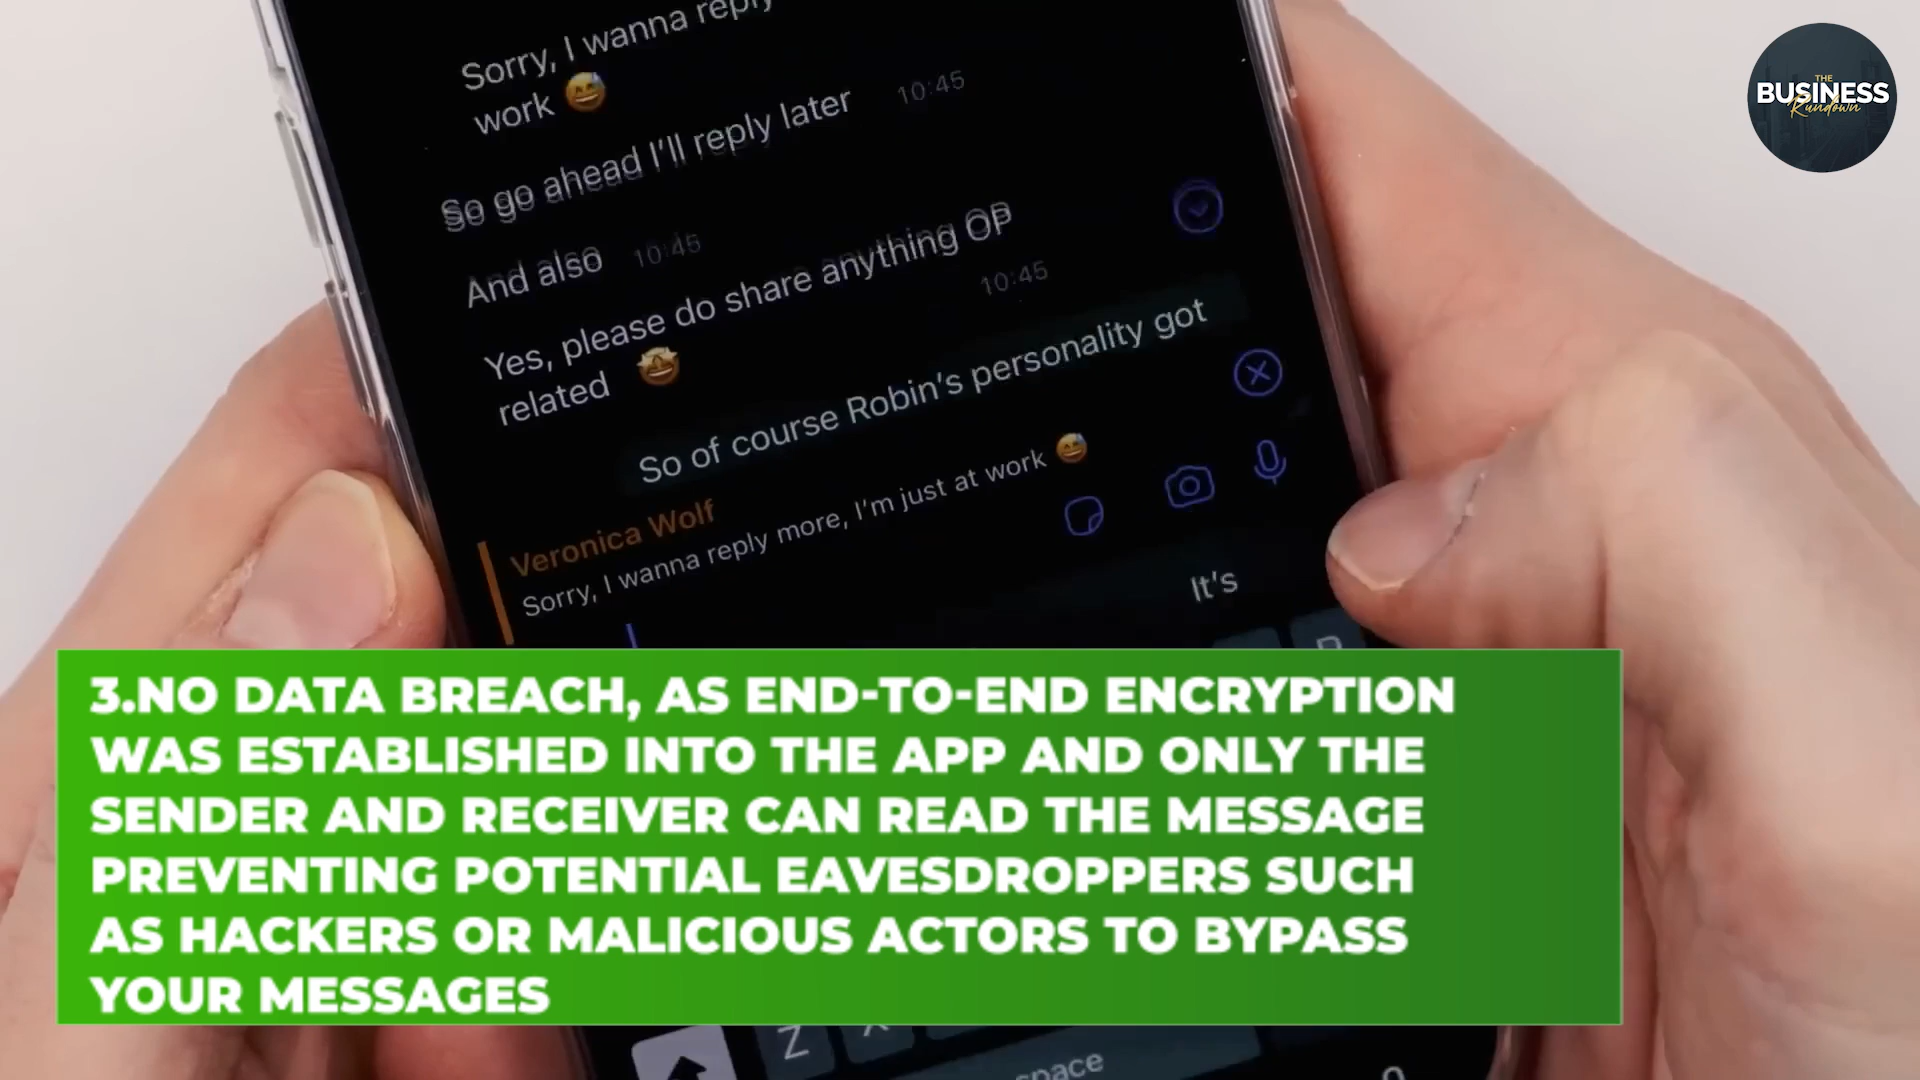 THE
BUSINESS
Rundown
Sorry, I wanna reply
work 😅
So go ahead I'll reply later 10:45
And also 10:45
Yes, please do share anything OP
related 🤩 10:45
So of course Robin's personality got
Veronica Wolf
Sorry, I wanna reply more, I'm just at work 😅
It's
3.NO DATA BREACH, AS END-TO-END ENCRYPTION
WAS ESTABLISHED INTO THE APP AND ONLY THE
SENDER AND RECEIVER CAN READ THE MESSAGE
PREVENTING POTENTIAL EAVESDROPPERS SUCH
AS HACKERS OR MALICIOUS ACTORS TO BYPASS
YOUR MESSAGES
Z X
space